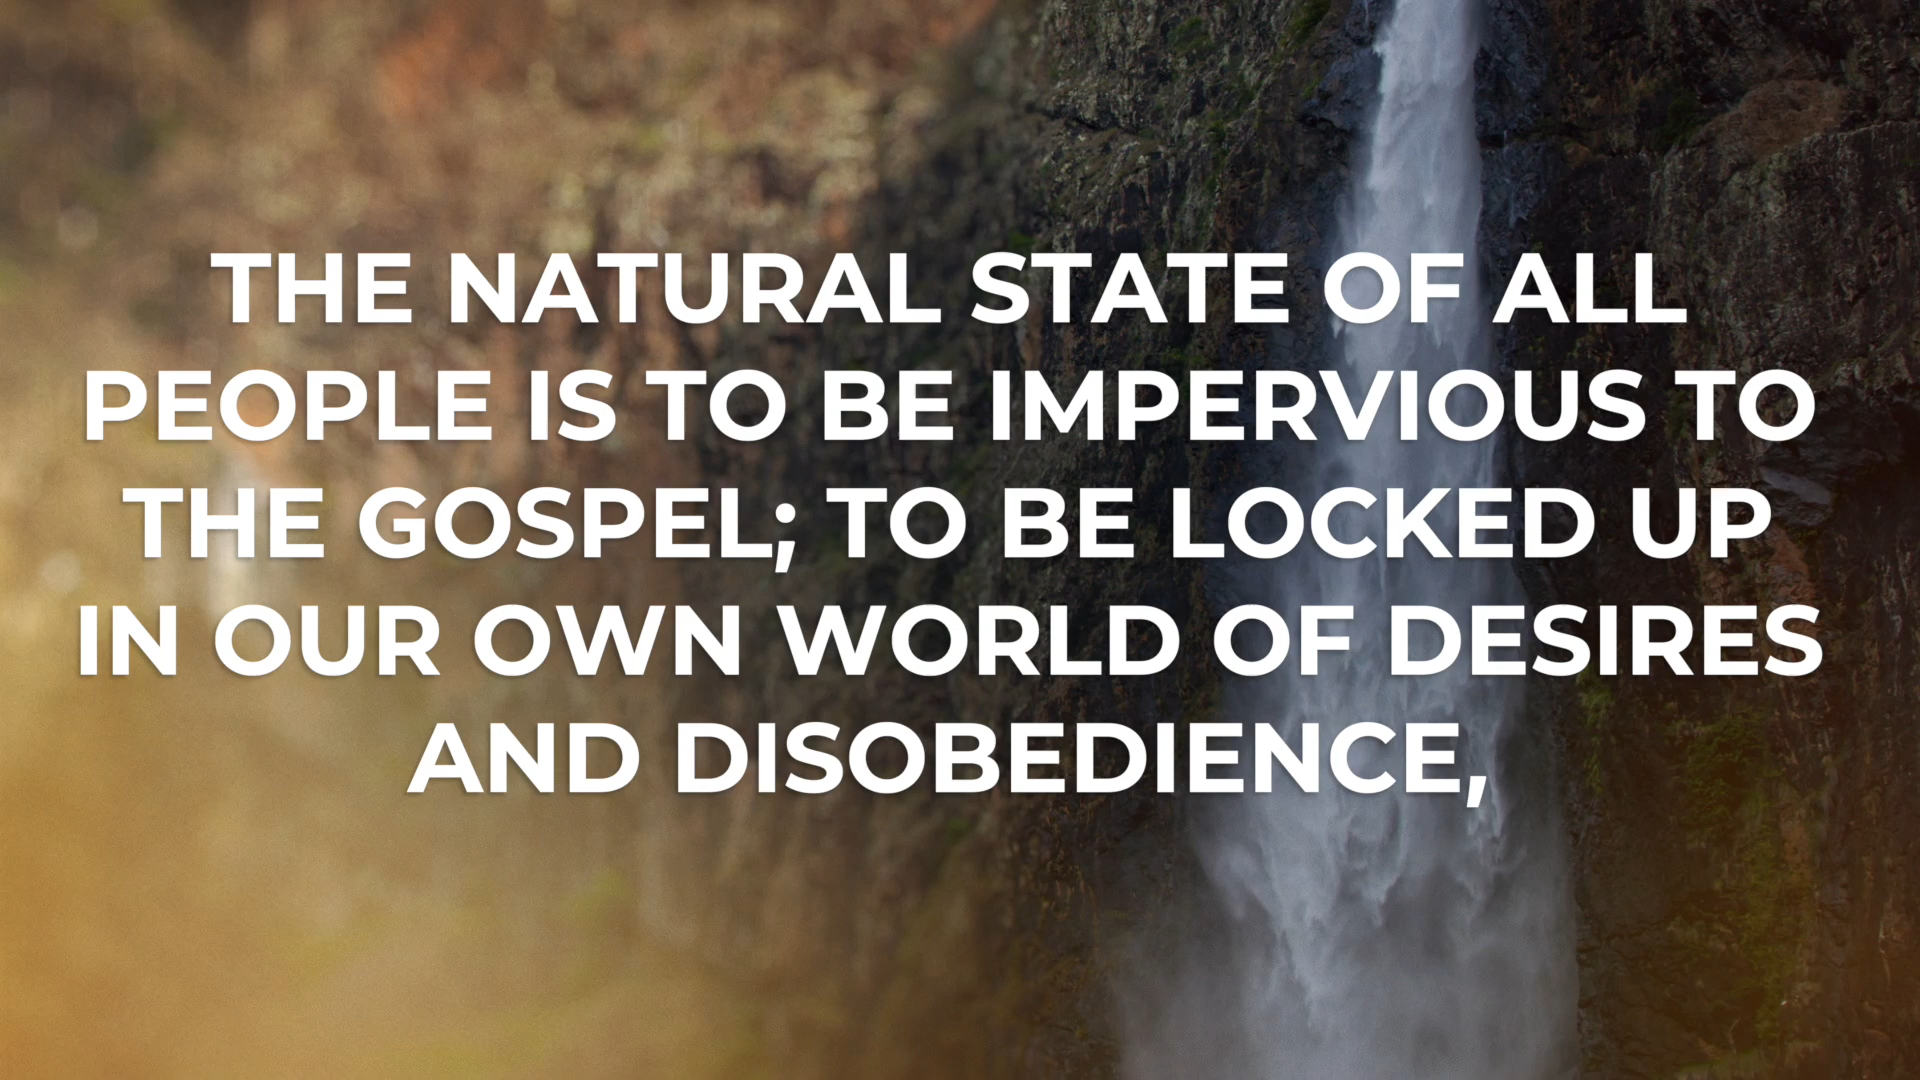 THE NATURAL STATE OF ALL
PEOPLE IS TO BE IMPERVIOUS TO
THE GOSPEL; TO BE LOCKED UP
IN OUR OWN WORLD OF DESIRES
AND DISOBEDIENCE,